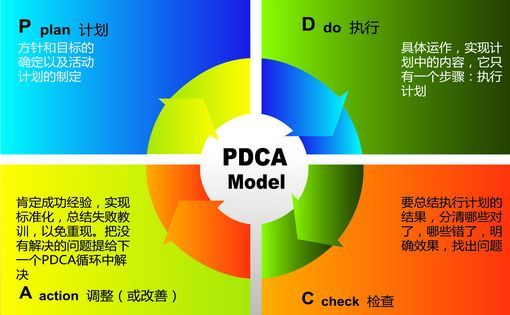 P plan 计划
方针和目标的
确定以及活动
计划的制定
D do 执行
具体运作，实现计
划中的内容，它只
有一个步骤：执行
计划
PDCA
Model
肯定成功经验，实现
标准化，总结失败教
训，以免重现。把没
有解决的问题提给下
一个PDCA循环中解
决
A action 调整（或改善）
要总结执行计划的
结果，分清哪些对
了，哪些错了，明
确效果，找出问题
C check 检查